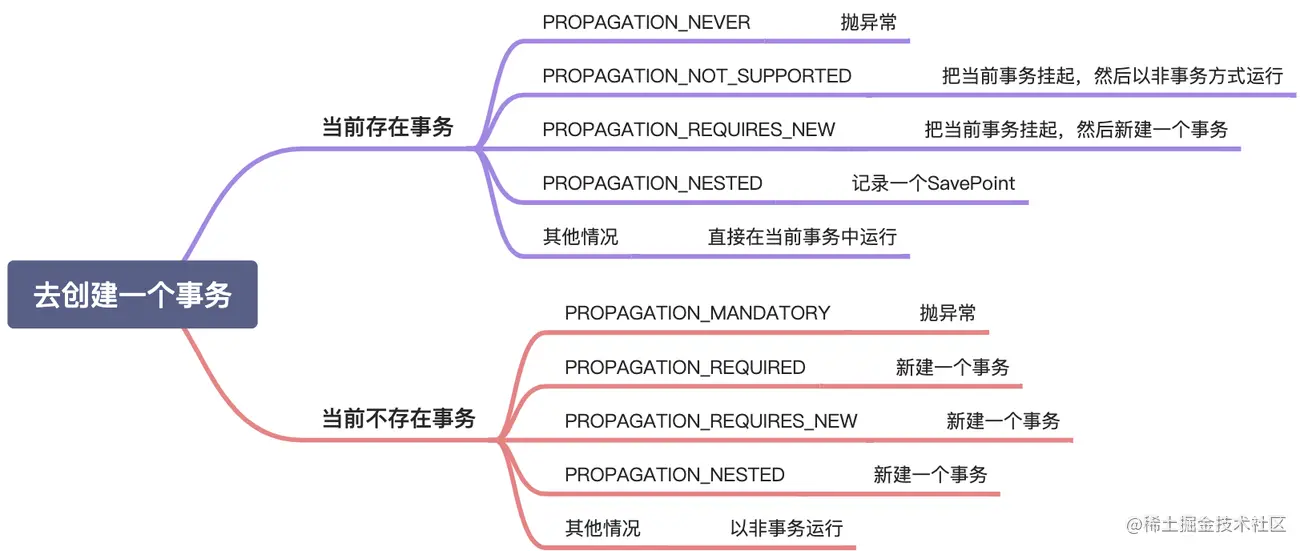 去创建一个事务
当前存在事务
PROPAGATION_NEVER 抛异常
PROPAGATION_NOT_SUPPORTED 把当前事务挂起，然后以非事务方式运行
PROPAGATION_REQUIRES_NEW 把当前事务挂起，然后新建一个事务
PROPAGATION_NESTED 记录一个SavePoint
其他情况 直接在当前事务中运行
当前不存在事务
PROPAGATION_MANDATORY 抛异常
PROPAGATION_REQUIRED 新建一个事务
PROPAGATION_REQUIRES_NEW 新建一个事务
PROPAGATION_NESTED 新建一个事务
其他情况 以非事务运行
@稀土掘金技术社区